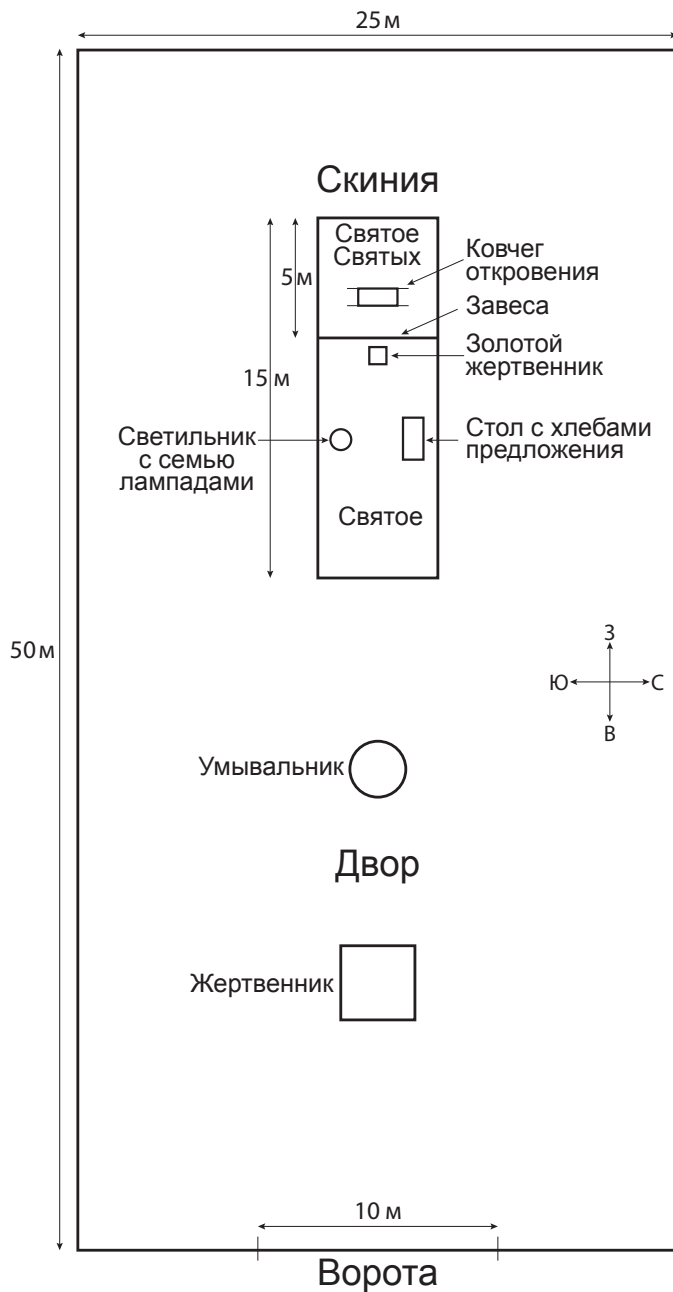 25 м
Скиния
Святое
Святых
5 м
Ковчег
откровения
Завеса
Золотой
жертвенник
15 м
Светильник
с семью
лампадами
Стол с хлебами
предложения
Святое
50 м
З
Ю
С
В
Умывальник
Двор
Жертвенник
10 м
Ворота